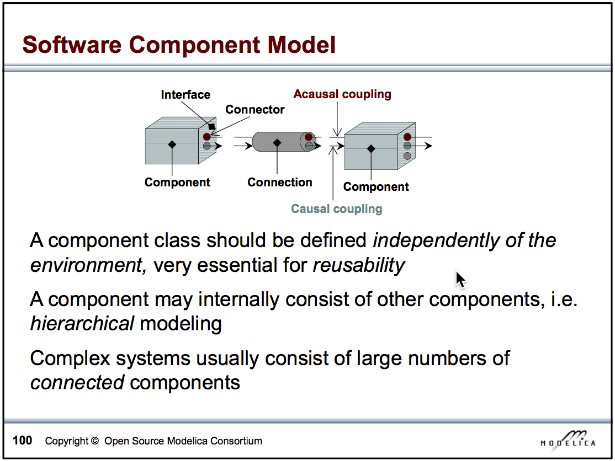 Software Component Model
Interface
Acausal coupling
Connector
Component
Connection
Component
Causal coupling
A component class should be defined independently of the
environment, very essential for reusability
A component may internally consist of other components, i.e.
hierarchical modeling
Complex systems usually consist of large numbers of
connected components
100 Copyright © Open Source Modelica Consortium
MODELICA